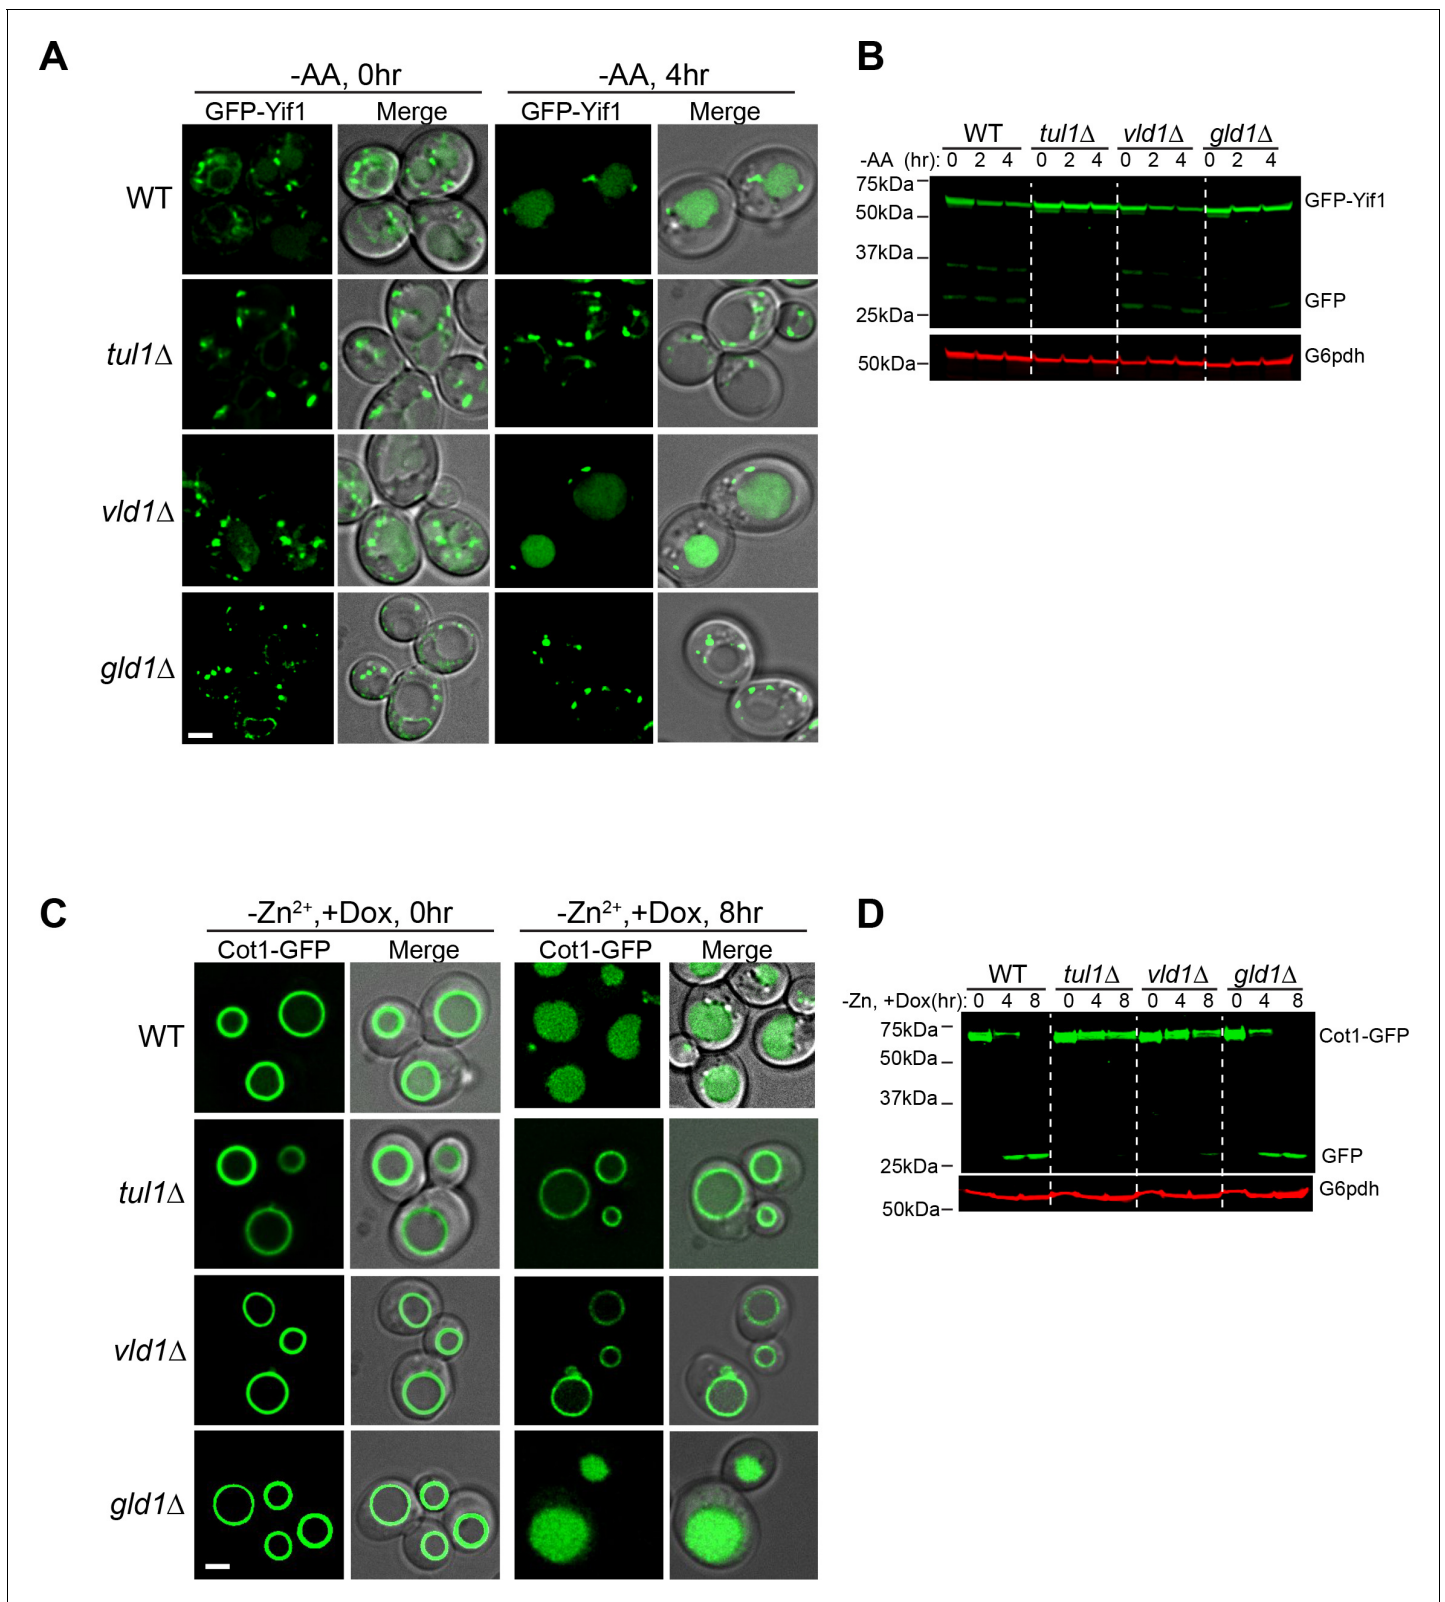 A
-AA, 0hr
-AA, 4hr
GFP-Yif1
Merge
GFP-Yif1
Merge
WT
tul1Δ
vld1Δ
gld1Δ
B
WT tul1Δ vld1Δ gld1Δ
-AA (hr): 0 2 4 0 2 4 0 2 4 0 2 4
75kDa
50kDa
37kDa
25kDa
GFP-Yif1
GFP
50kDa
G6pdh
C
-Zn²⁺,+Dox, 0hr
-Zn²⁺,+Dox, 8hr
Cot1-GFP
Merge
Cot1-GFP
Merge
WT
tul1Δ
vld1Δ
gld1Δ
D
WT tul1Δ vld1Δ gld1Δ
-Zn, +Dox(hr): 0 4 8 0 4 8 0 4 8 0 4 8
75kDa
50kDa
37kDa
25kDa
Cot1-GFP
GFP
G6pdh
50kDa